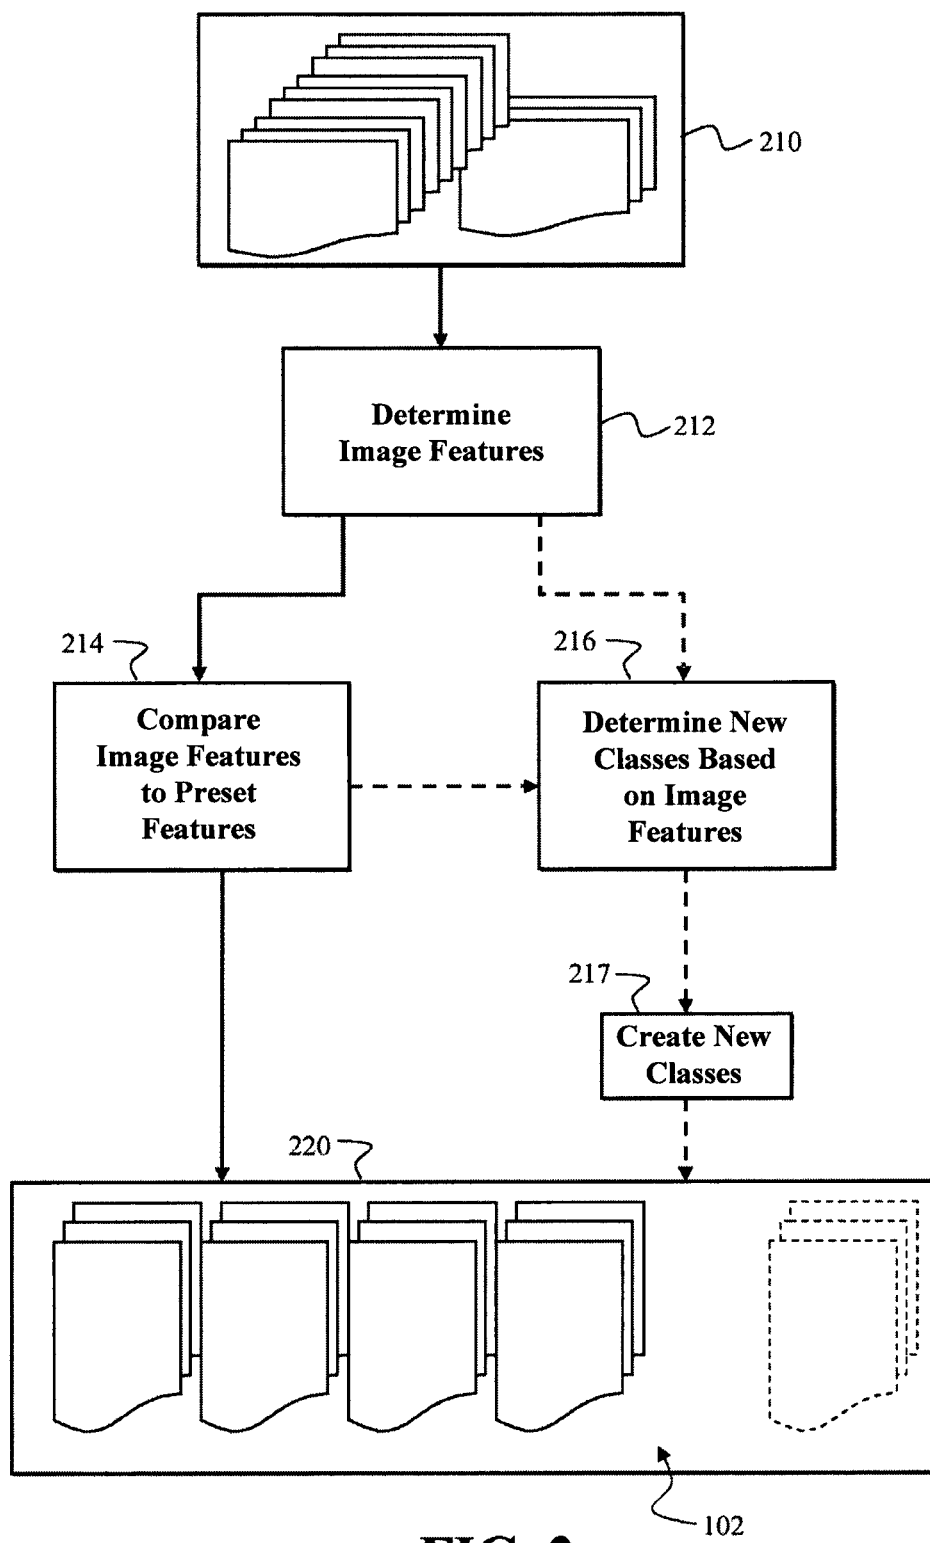 210
Determine
Image Features
212
214
Compare
Image Features
to Preset
Features
216
Determine New
Classes Based
on Image
Features
217
Create New
Classes
220
102